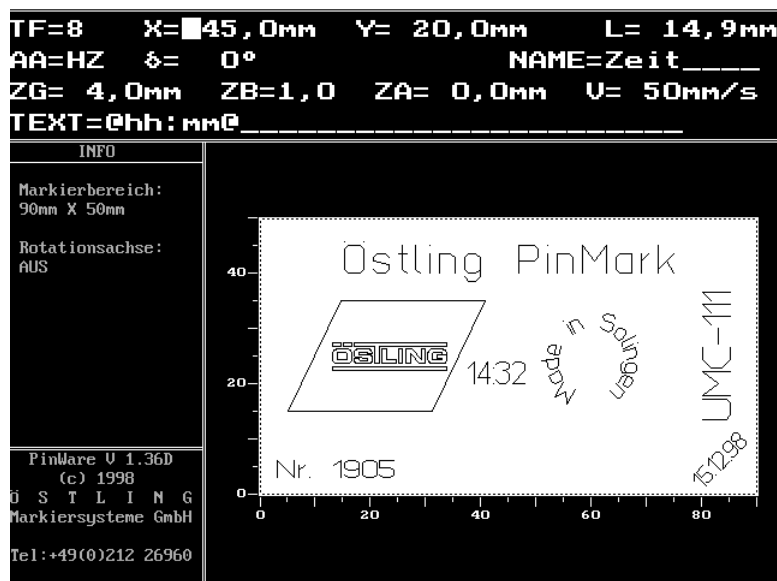 TF=8 X=45,0mm Y= 20,0mm L= 14,9mm
AA=HZ δ= 0° NAME=Zeit____
ZG= 4,0mm ZB=1,0 ZA= 0,0mm V= 50mm/s
TEXT=@hh:mm@__________________________
INFO
Markierbereich:
90mm X 50mm
Rotationsachse:
AUS
PinWare V 1.36D
(c) 1998
Ö S T L I N G
Markiersysteme GmbH
Tel:+49(0)212 26960
Östling PinMark
ÖSTLING
14:32
Made in Solingen
UMC-111
Nr. 1905
15.12.98
40
20
0
0 20 40 60 80